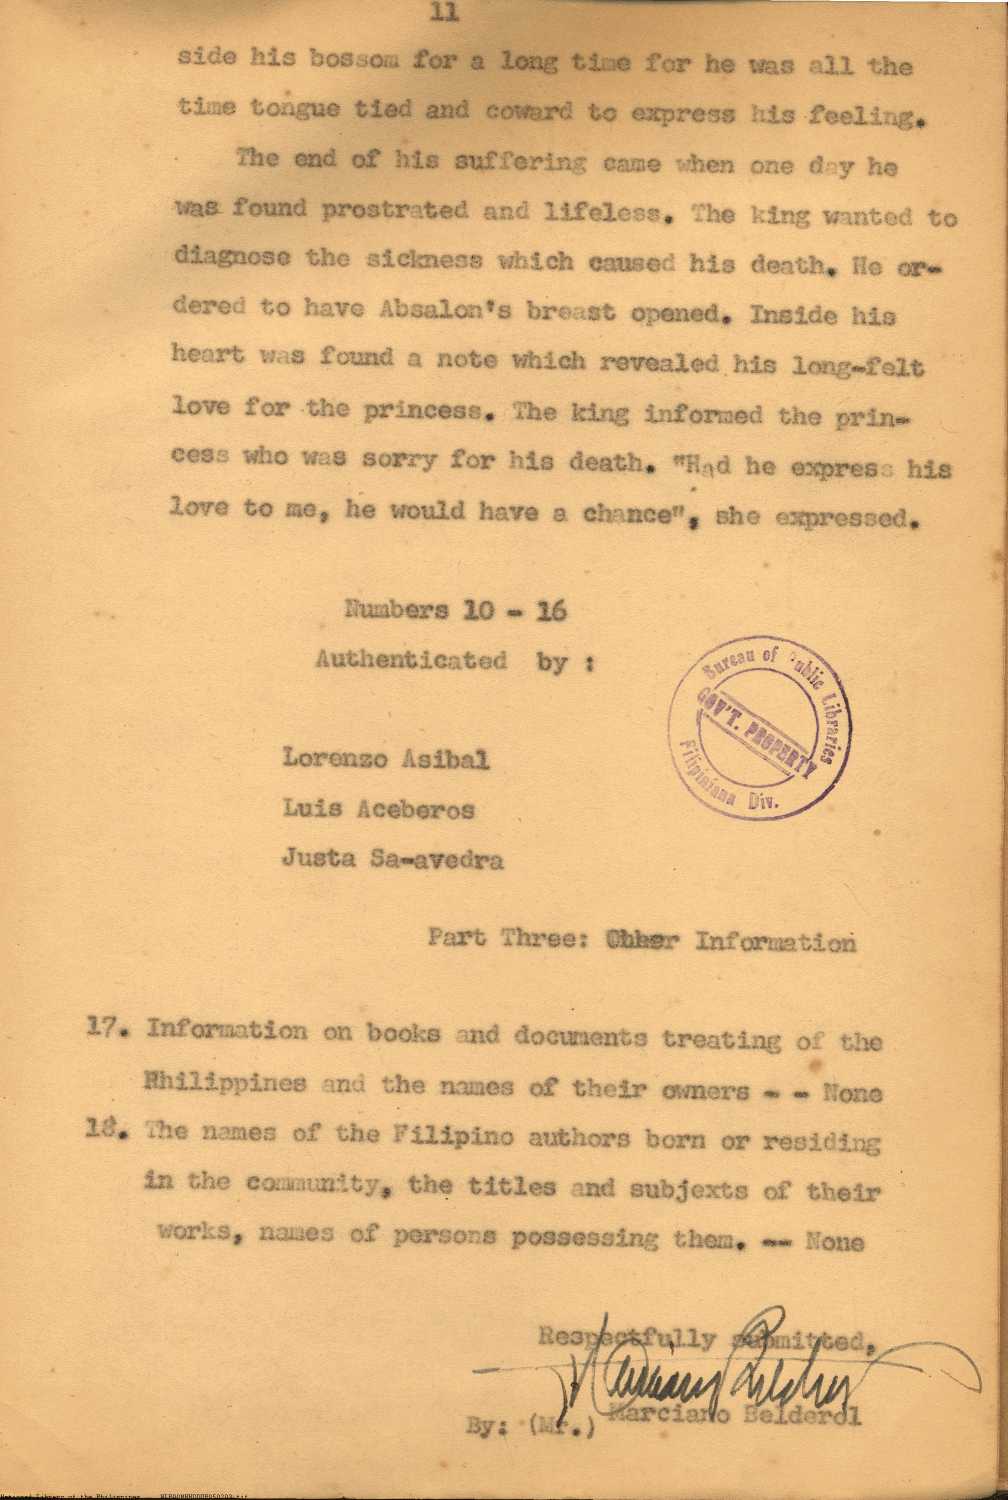 11
side his bossom for a long time for he was all the
time tongue tied and coward to express his feeling.
The end of his suffering came when one day he
was found prostrated and lifeless. The king wanted to
diagnose the sickness which caused his death. He or-
dered to have Absalon's breast opened. Inside his
heart was found a note which revealed his long-felt
love for the princess. The king informed the prin-
cess who was sorry for his death. "Had he express his
love to me, he would have a chance", she expressed.
Numbers 10 - 16
Authenticated by :
Bureau of Public Libraries
GOV'T. PROPERTY
Filipiniana Div.
Lorenzo Asibal
Luis Aceberos
Justa Sa-avedra
Part Three: Other Information
17. Information on books and documents treating of the
Philippines and the names of their owners - - None
18. The names of the Filipino authors born or residing
in the community, the titles and subjexts of their
works, names of persons possessing them. -- None
Respectfully submitted,
By: (Mr.) Marciano Belderol
National Library of the Philippines